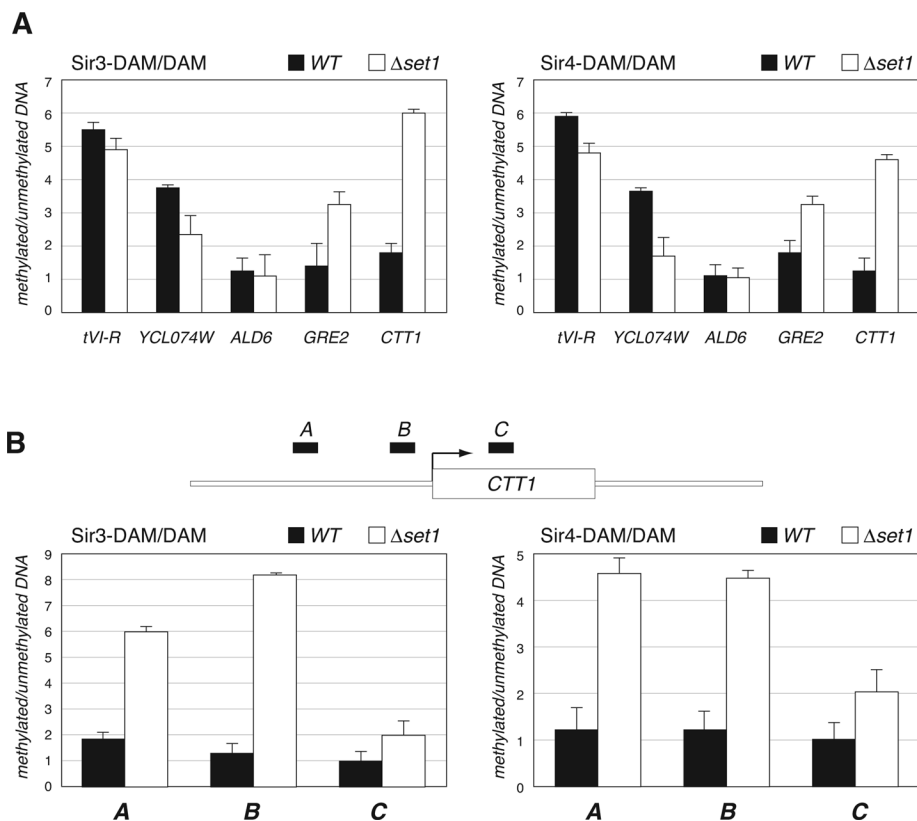 A
Sir3-DAM/DAM WT Δset1
methylated/unmethylated DNA
7
6
5
4
3
2
1
0
tVI-R YCL074W ALD6 GRE2 CTT1
Sir4-DAM/DAM WT Δset1
methylated/unmethylated DNA
7
6
5
4
3
2
1
0
tVI-R YCL074W ALD6 GRE2 CTT1
B
A B C
CTT1
Sir3-DAM/DAM WT Δset1
methylated/unmethylated DNA
9
8
7
6
5
4
3
2
1
0
A B C
Sir4-DAM/DAM WT Δset1
methylated/unmethylated DNA
5
4
3
2
1
0
A B C